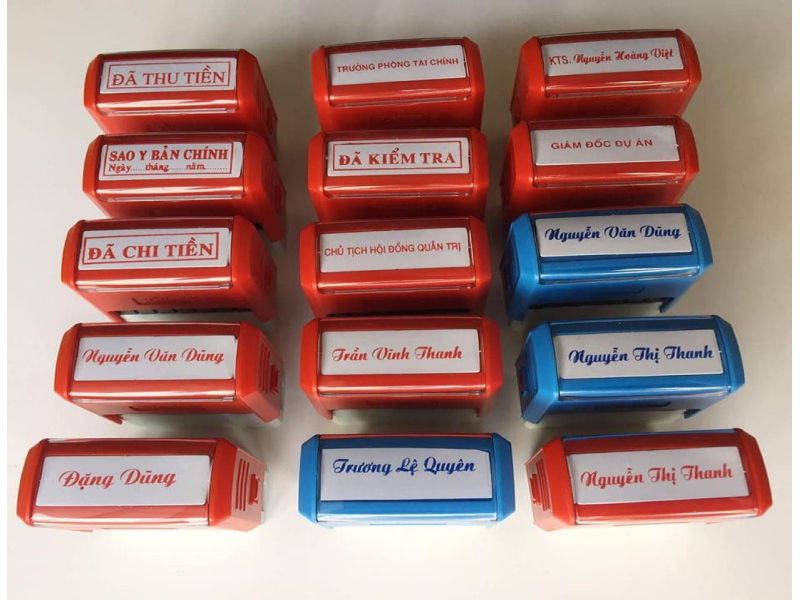 ĐÃ THU TIỀN
TRƯỞNG PHÒNG TÀI CHÍNH
KTS. Nguyễn Hoàng Việt
SAO Y BẢN CHÍNH
Ngày.....tháng.......năm.........
ĐÃ KIỂM TRA
GIÁM ĐỐC DỰ ÁN
ĐÃ CHI TIỀN
CHỦ TỊCH HỘI ĐỒNG QUẢN TRỊ
Nguyễn Văn Dũng
Nguyễn Văn Dũng
Trần Vĩnh Thanh
Nguyễn Thị Thanh
Đặng Dũng
Trương Lệ Quyên
Nguyễn Thị Thanh